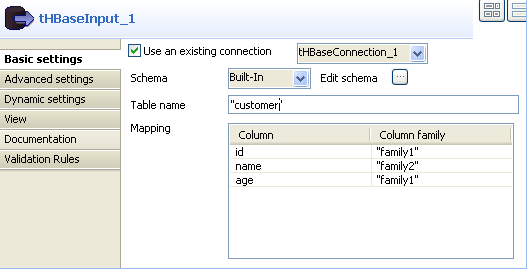 tHBaseInput_1
Basic settings
Advanced settings
Dynamic settings
View
Documentation
Validation Rules
Use an existing connection tHBaseConnection_1
Schema Built-In Edit schema ...
Table name "customer"
Mapping
Column Column family
id "family1"
name "family2"
age "family1"